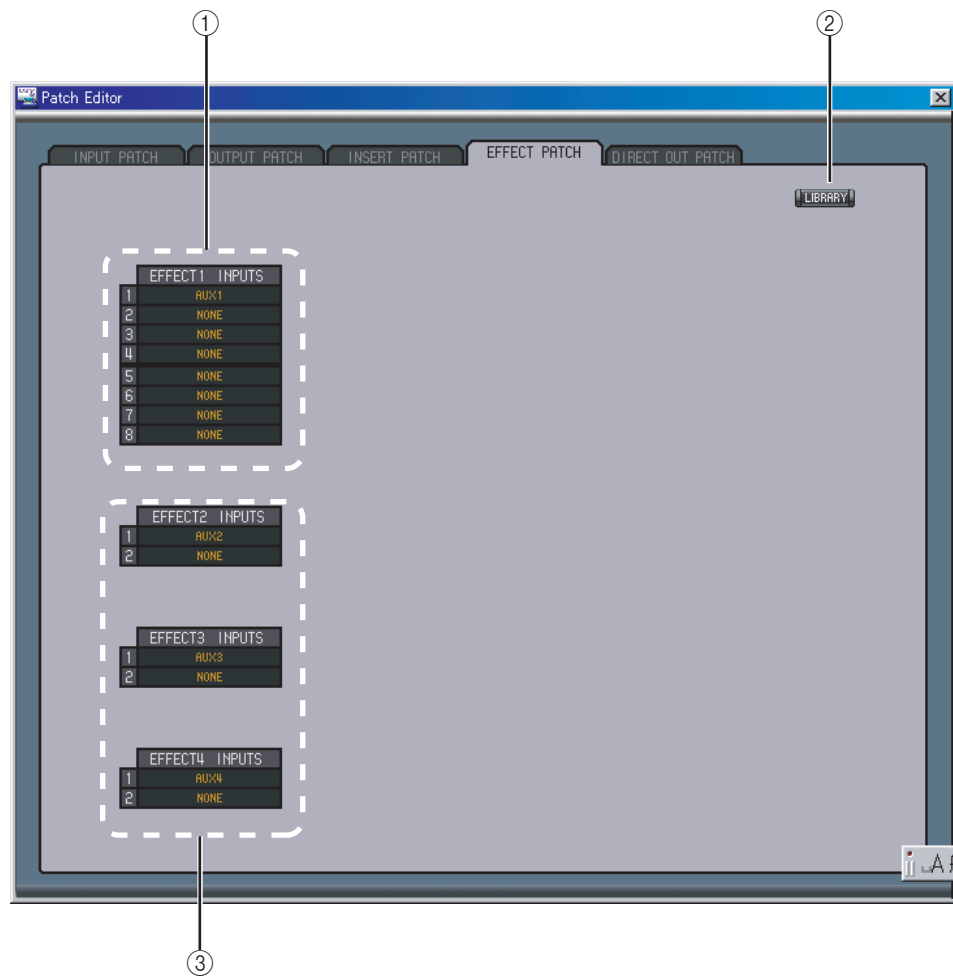 ① ②
Patch Editor
INPUT PATCH OUTPUT PATCH INSERT PATCH EFFECT PATCH DIRECT OUT PATCH
LIBRARY
EFFECT1 INPUTS
1 AUX1
2 NONE
3 NONE
4 NONE
5 NONE
6 NONE
7 NONE
8 NONE
EFFECT2 INPUTS
1 AUX2
2 NONE
EFFECT3 INPUTS
1 AUX3
2 NONE
EFFECT4 INPUTS
1 AUX4
2 NONE
A
③